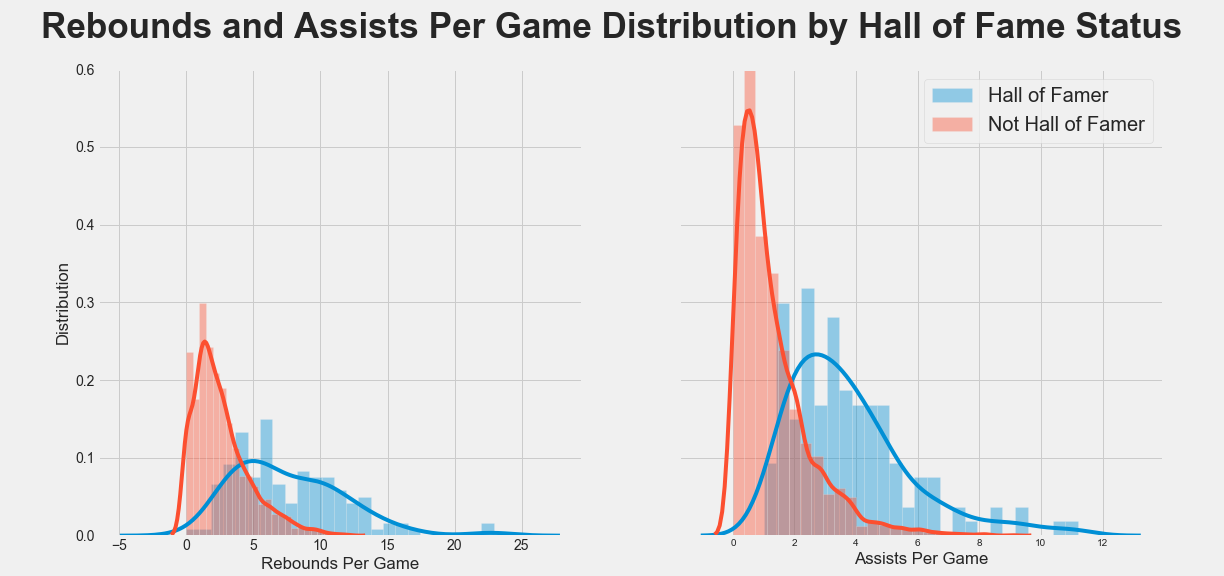 Rebounds and Assists Per Game Distribution by Hall of Fame Status
0.6
0.5
0.4
0.3
0.2
0.1
0.0
Distribution
−5 0 5 10 15 20 25
Rebounds Per Game
Hall of Famer
Not Hall of Famer
0 2 4 6 8 10 12
Assists Per Game